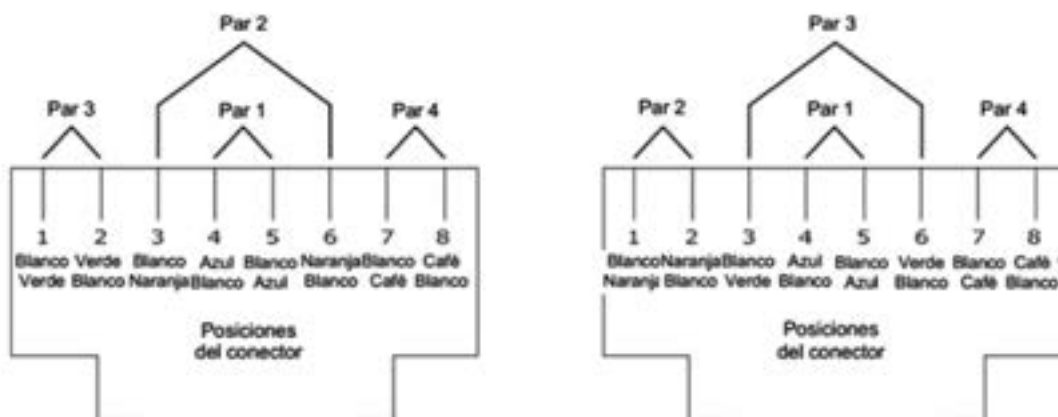 Par 2
Par 3 Par 1 Par 4
1 2 3 4 5 6 7 8
Blanco Verde Blanco Azul Blanco Naranja Blanco Café
Verde Blanco Naranja Blanco Azul Blanco Café Blanco
Posiciones
del conector
Par 3
Par 2 Par 1 Par 4
1 2 3 4 5 6 7 8
Blanco Naranja Blanco Azul Blanco Verde Blanco Café
Naranj Blanco Verde Blanco Azul Blanco Café Blanco
Posiciones
del conector